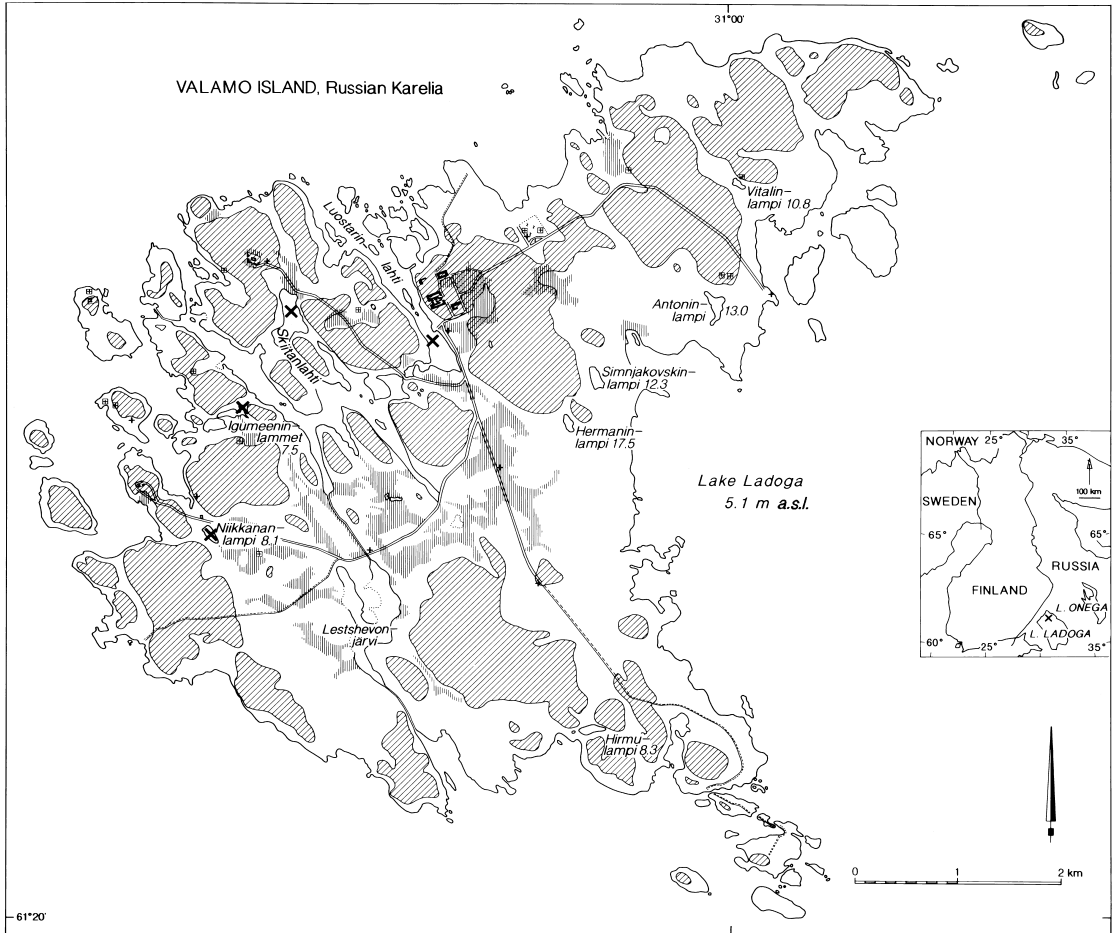 31°00'
VALAMO ISLAND, Russian Karelia
Luostarin-
lahti
Vitalin-
lampi 10.8
Antonin-
lampi 13.0
Skiitanlahti
Simnjakovskin-
lampi 12.3
Igumeenin-
lammet
7.5
Hermanin-
lampi 17.5
Lake Ladoga
5.1 m a.s.l.
Niikkanan-
lampi 8.1
Lestshevon-
järvi
Hirmu-
lampi 8.3
NORWAY 25° 35°
100 km
SWEDEN
65° 65°
RUSSIA
FINLAND
L. ONEGA
L. LADOGA
60° 25° 35°
0 1 2 km
61°20'